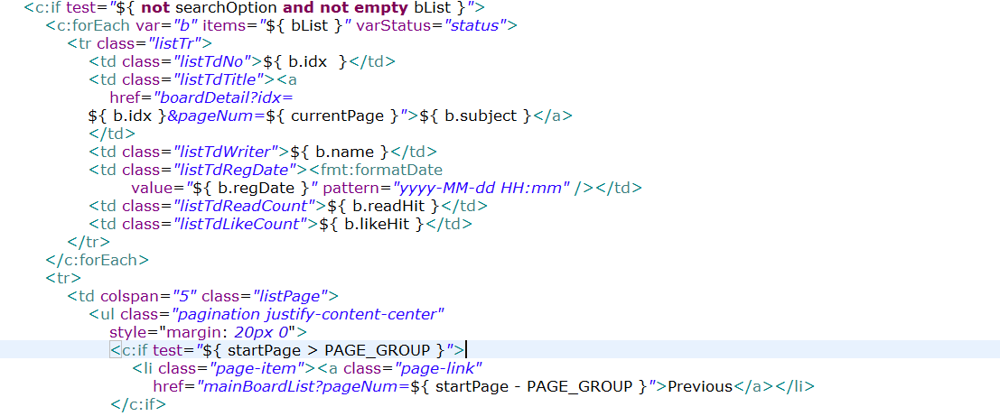 <c:if test="${ not searchOption and not empty bList }">
<c:forEach var="b" items="${ bList }" varStatus="status">
<tr class="listTr">
<td class="listTdNo">${ b.idx  }</td>
<td class="listTdTitle"><a
href="boardDetail?idx=
${ b.idx }&pageNum=${ currentPage }">${ b.subject }</a>
</td>
<td class="listTdWriter">${ b.name }</td>
<td class="listTdRegDate"><fmt:formatDate
value="${ b.regDate }" pattern="yyyy-MM-dd HH:mm" /></td>
<td class="listTdReadCount">${ b.readHit }</td>
<td class="listTdLikeCount">${ b.likeHit }</td>
</tr>
</c:forEach>
<tr>
<td colspan="5" class="listPage">
<ul class="pagination justify-content-center"
style="margin: 20px 0">
<c:if test="${ startPage > PAGE_GROUP }">
<li class="page-item"><a class="page-link"
href="mainBoardList?pageNum=${ startPage - PAGE_GROUP }">Previous</a></li>
</c:if>